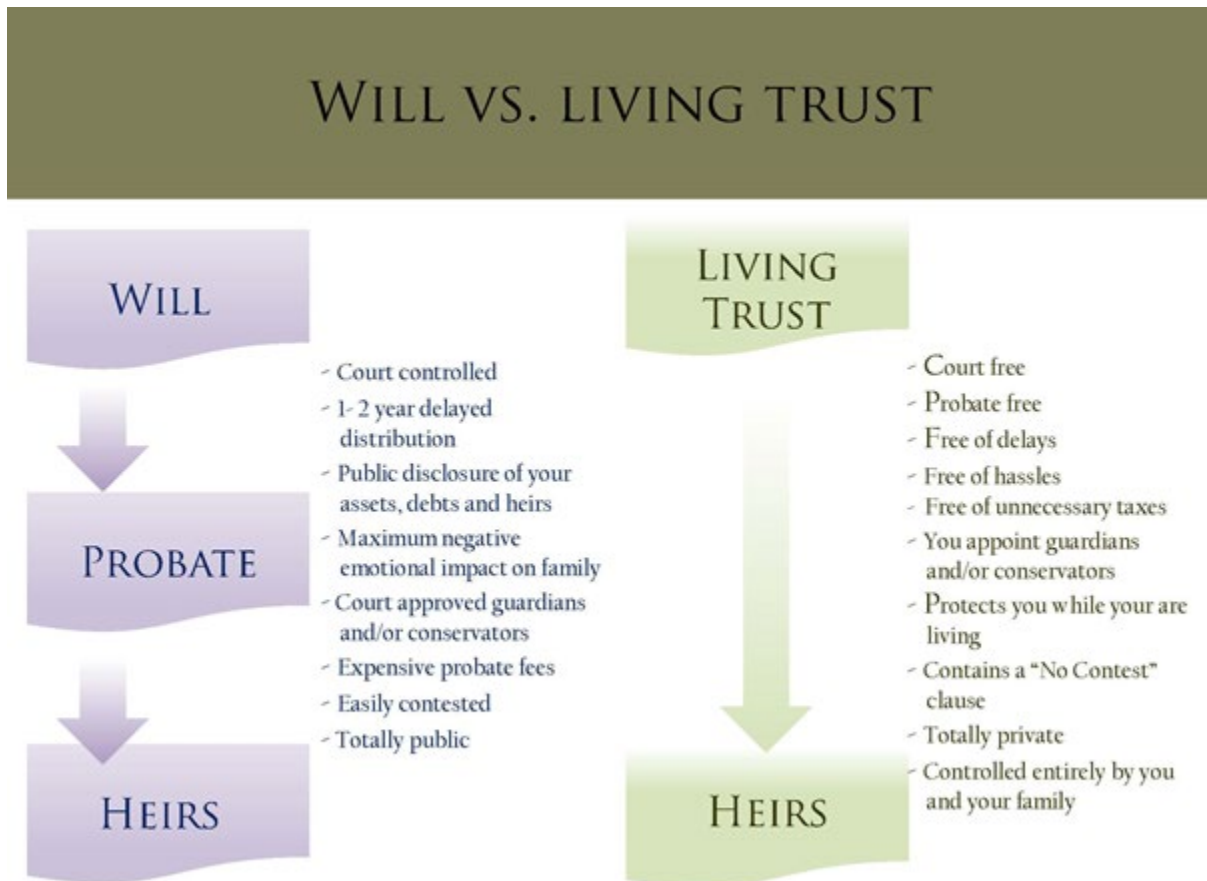 WILL VS. LIVING TRUST
WILL
- Court controlled
- 1- 2 year delayed
distribution
- Public disclosure of your
assets, debts and heirs
PROBATE
- Maximum negative
emotional impact on family
- Court approved guardians
and/or conservators
- Expensive probate fees
- Easily contested
- Totally public
HEIRS
LIVING
TRUST
- Court free
- Probate free
- Free of delays
- Free of hassles
- Free of unnecessary taxes
- You appoint guardians
and/or conservators
- Protects you while your are
living
- Contains a “No Contest”
clause
- Totally private
- Controlled entirely by you
and your family
HEIRS